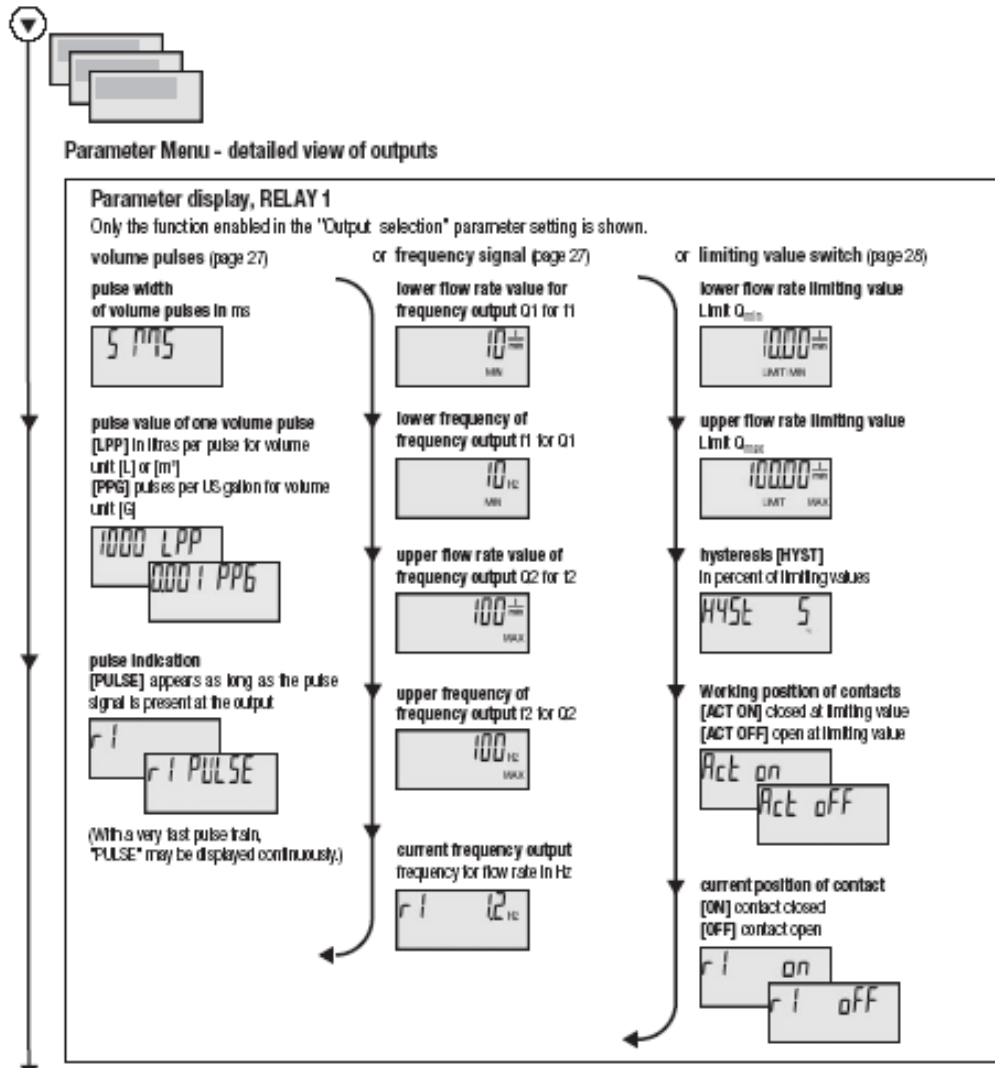 Parameter Menu - detailed view of outputs
Parameter display, RELAY 1
Only the function enabled in the "Output selection" parameter setting is shown.
volume pulses (page 27)
pulse width
of volume pulses in ms
5 MS
pulse value of one volume pulse
[LPP] in litres per pulse for volume
unit [L] or [m³]
[PPG] pulses per US gallon for volume
unit [G]
1000 LPP
0.001 PPG
pulse indication
[PULSE] appears as long as the pulse
signal is present at the output
r1
r1 PULSE
(With a very fast pulse train,
"PULSE" may be displayed continuously.)
or frequency signal (page 27)
lower flow rate value for
frequency output Q1 for f1
10 l/min
MIN
lower frequency of
frequency output f1 for Q1
10 Hz
MIN
upper flow rate value of
frequency output Q2 for f2
100 l/min
MAX
upper frequency of
frequency output f2 for Q2
100 Hz
MAX
current frequency output
frequency for flow rate in Hz
r1 1.2 Hz
or limiting value switch (page 28)
lower flow rate limiting value
Limit Qmin
10.00 l/min
LIMIT MIN
upper flow rate limiting value
Limit Qmax
100.00 l/min
LIMIT MAX
hysteresis [HYST]
in percent of limiting values
HYSt 5
Working position of contacts
[ACT ON] closed at limiting value
[ACT OFF] open at limiting value
Act on
Act oFF
current position of contact
[ON] contact closed
[OFF] contact open
r1 on
r1 oFF